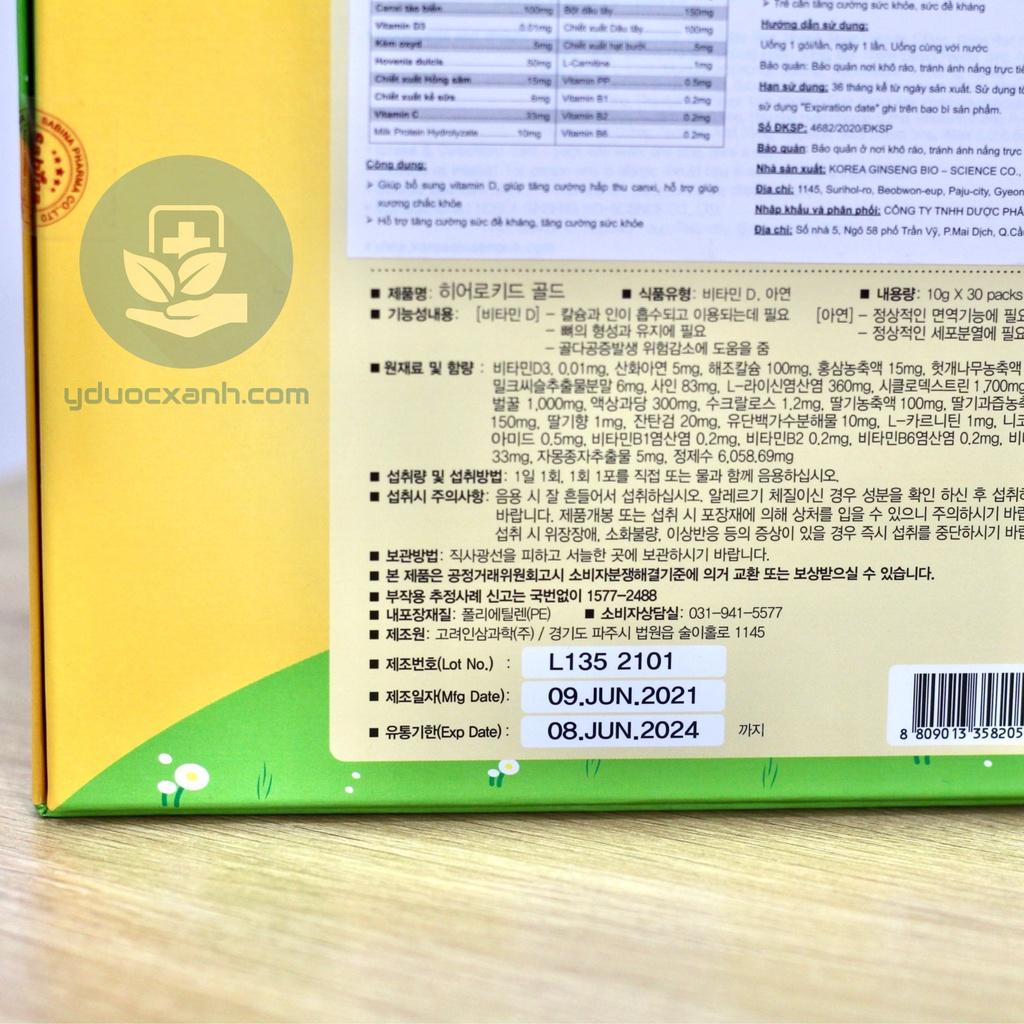 Canxi tảo biển 100mg Bột dâu tây 150mg
Vitamin D3 0.01mg Chiết xuất Dâu tây 100mg
Kẽm oxyd 5mg Chiết xuất hạt bưởi 5mg
Hovenia dulcis 50mg L-Carnitine 1mg
Chiết xuất Hồng sâm 15mg Vitamin PP 0.5mg
Chiết xuất kế sữa 6mg Vitamin B1 0.2mg
Vitamin C 33mg Vitamin B2 0.2mg
Milk Protein Hydrolyzate 10mg Vitamin B6 0.2mg
Công dụng:
➢ Giúp bổ sung vitamin D, giúp tăng cường hấp thu canxi, hỗ trợ giúp
xương chắc khỏe
➢ Hỗ trợ tăng cường sức đề kháng, tăng cường sức khỏe
➢ Trẻ cần tăng cường sức khỏe, sức đề kháng
Hướng dẫn sử dụng:
Uống 1 gói/lần, ngày 1 lần. Uống cùng với nước
Bảo quản: Bảo quản nơi khô ráo, tránh ánh nắng trực
Hạn sử dụng: 36 tháng kể từ ngày sản xuất. Sử dụng
sử dụng "Expiration date" ghi trên bao bì sản phẩm.
Số ĐKSP: 4682/2020/ĐKSP
Bảo quản: Bảo quản ở nơi khô ráo, tránh ánh nắng trực
Nhà sản xuất: KOREA GINSENG BIO – SCIENCE CO.,
Địa chỉ: 1145, Surihol-ro, Beobwon-eup, Paju-city,
Nhập khẩu và phân phối: CÔNG TY TNHH DƯỢC
Địa chỉ: Số nhà 5, Ngõ 58 phố Trần Vỹ, P.Mai Dịch,
SABINA PHARMA CO. LTD
yduocxanh.com
■ 제품명: 히어로키드 골드 ■ 식품유형: 비타민 D, 아연 ■ 내용량: 10g X 30 packs
■ 기능성내용: [비타민 D] – 칼슘과 인이 흡수되고 이용되는데 필요 [아연] – 정상적인 면역기능에
– 뼈의 형성과 유지에 필요 – 정상적인 세포분열에
– 골다공증발생 위험감소에 도움을 줌
■ 원재료 및 함량 : 비타민D3, 0,01mg, 산화아연 5mg, 해조칼슘 100mg, 홍삼농축액 15mg, 헛개나무농축액
밀크씨슬추출물분말 6mg, 사인 83mg, L-라이신염산염 360mg, 시클로덱스트린 1,700mg
벌꿀 1,000mg, 액상과당 300mg, 수크랄로스 1,2mg, 딸기농축액 100mg,
150mg, 딸기향 1mg, 잔탄검 20mg, 유단백가수분해물 10mg, L-카르니틴 1mg,
아미드 0,5mg, 비타민B1염산염 0,2mg, 비타민B2 0,2mg, 비타민B6염산염 0,2mg,
33mg, 자몽종자추출물 5mg, 정제수 6,058,69mg
■ 섭취량 및 섭취방법: 1일 1회, 1회 1포를 직접 또는 물과 함께 음용하십시오.
■ 섭취시 주의사항: 음용 시 잘 흔들어서 섭취하십시오. 알레르기 체질이신 경우 성분을 확인 하신 후
바랍니다. 제품개봉 또는 섭취 시 포장재에 의해 상처를 입을 수 있으니 주의하시기
섭취 시 위장장애, 소화불량, 이상반응 등의 증상이 있을 경우 즉시 섭취를 중단하시기
■ 보관방법: 직사광선을 피하고 서늘한 곳에 보관하시기 바랍니다.
■ 본 제품은 공정거래위원회고시 소비자분쟁해결기준에 의거 교환 또는 보상받으실 수 있습니다.
■ 부작용 추정사례 신고는 국번없이 1577-2488
■ 내포장재질: 폴리에틸렌(PE) ■ 소비자상담실: 031-941-5577
■ 제조원: 고려인삼과학(주) / 경기도 파주시 법원읍 술이홀로 1145
■ 제조번호(Lot No.) : L135 2101
■ 제조일자(Mfg Date): 09.JUN.2021
■ 유통기한(Exp Date) : 08.JUN.2024 까지
8 809013 358205